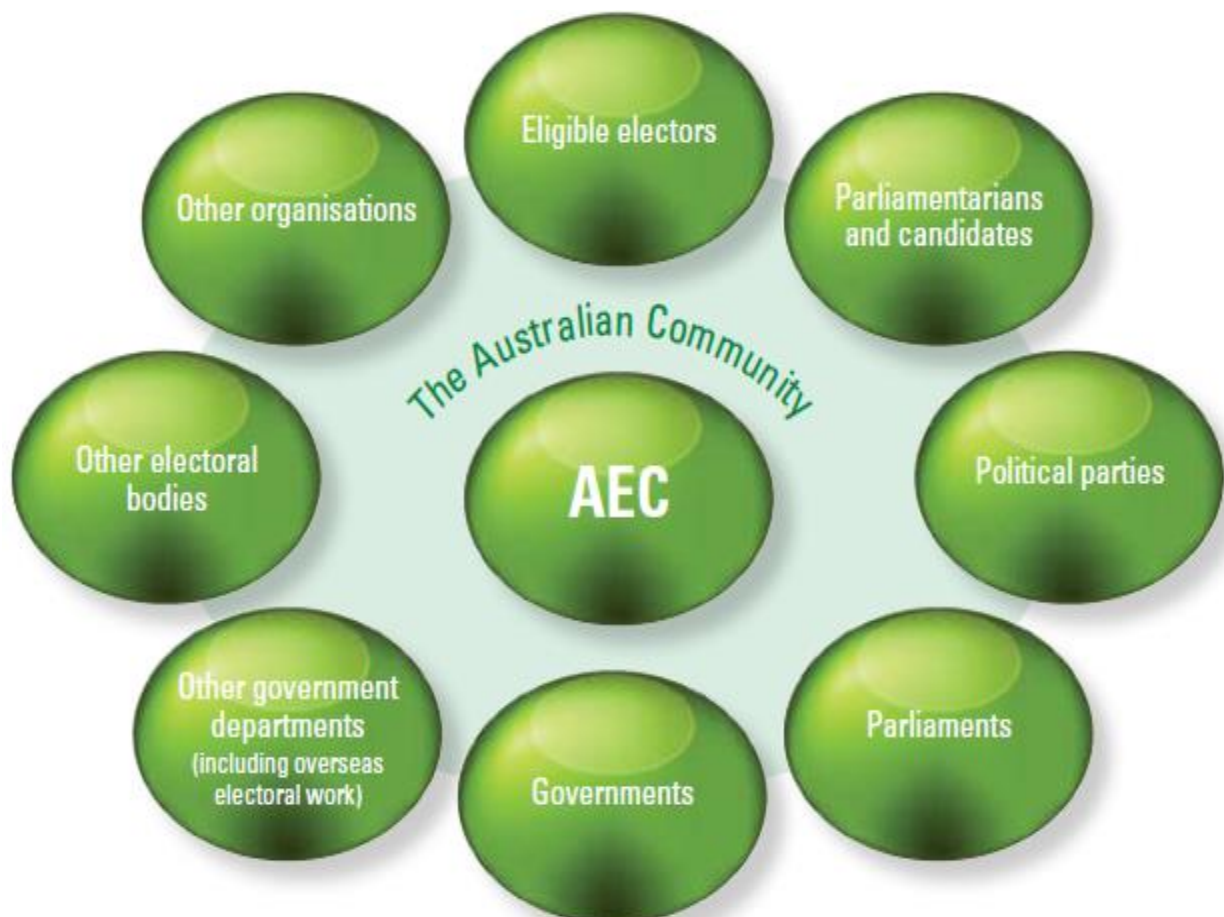 Eligible electors
Other organisations
Parliamentarians
and candidates
The Australian Community
Other electoral
bodies
AEC
Political parties
Other government
departments
(including overseas
electoral work)
Governments
Parliaments